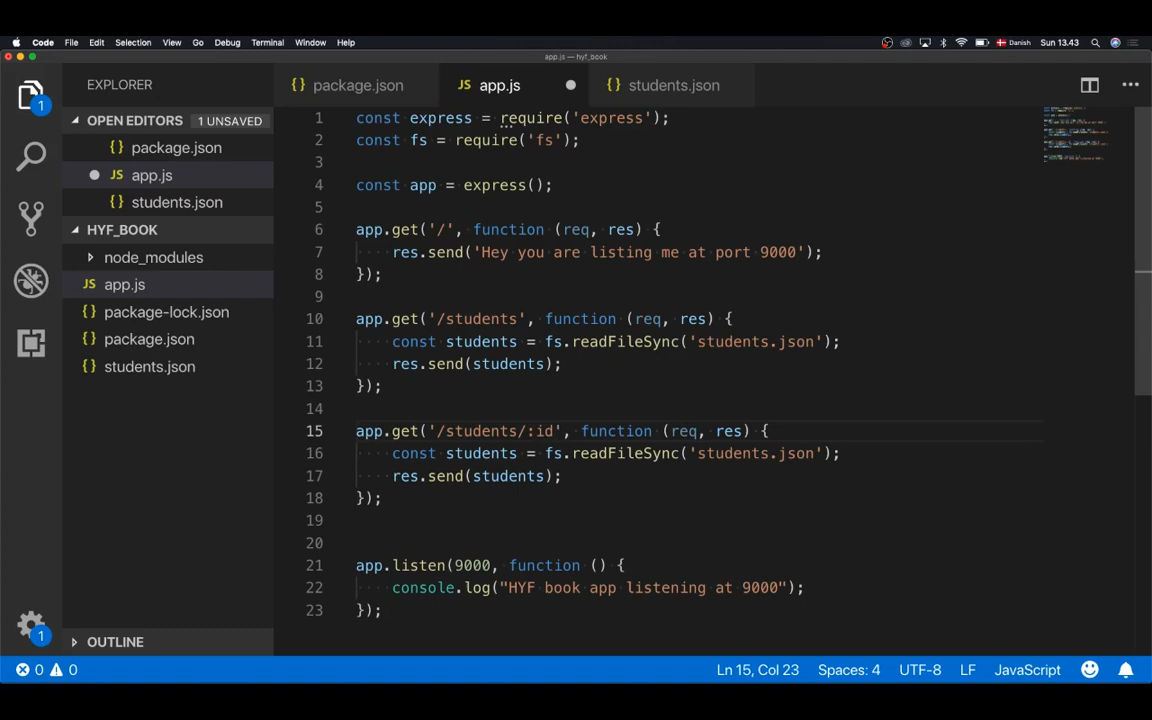 Code File Edit Selection View Go Debug Terminal Window Help Danish Sun 13.43
app.js — hyf_book
EXPLORER
{ } package.json
JS app.js
{ } students.json
OPEN EDITORS 1 UNSAVED
{ } package.json
JS app.js
{ } students.json
HYF_BOOK
node_modules
JS app.js
{ } package-lock.json
{ } package.json
{ } students.json
OUTLINE
1
1
1 const express = require('express');
2 const fs = require('fs');
3
4 const app = express();
5
6 app.get('/', function (req, res) {
7 res.send('Hey you are listing me at port 9000');
8 });
9
10 app.get('/students', function (req, res) {
11 const students = fs.readFileSync('students.json');
12 res.send(students);
13 });
14
15 app.get('/students/:id', function (req, res) {
16 const students = fs.readFileSync('students.json');
17 res.send(students);
18 });
19
20
21 app.listen(9000, function () {
22 console.log("HYF book app listening at 9000");
23 });
0 0 Ln 15, Col 23 Spaces: 4 UTF-8 LF JavaScript